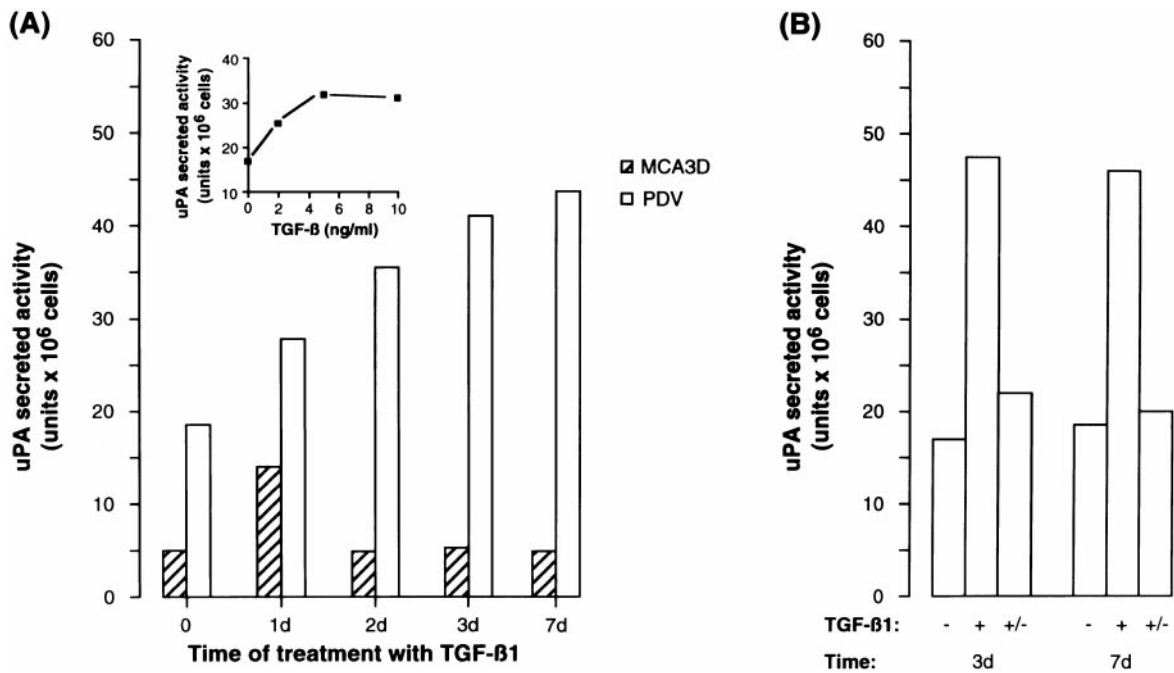 (A)
uPA secreted activity
(units x 10⁶ cells)
60
50
40
30
20
10
0
uPA secreted activity
(units x 10⁶ cells)
40
30
20
10
0 2 4 6 8 10
TGF-ß (ng/ml)
MCA3D
PDV
0 1d 2d 3d 7d
Time of treatment with TGF-ß1
(B)
uPA secreted activity
(units x 10⁶ cells)
60
50
40
30
20
10
0
TGF-ß1: - + +/- - + +/-
Time: 3d 7d